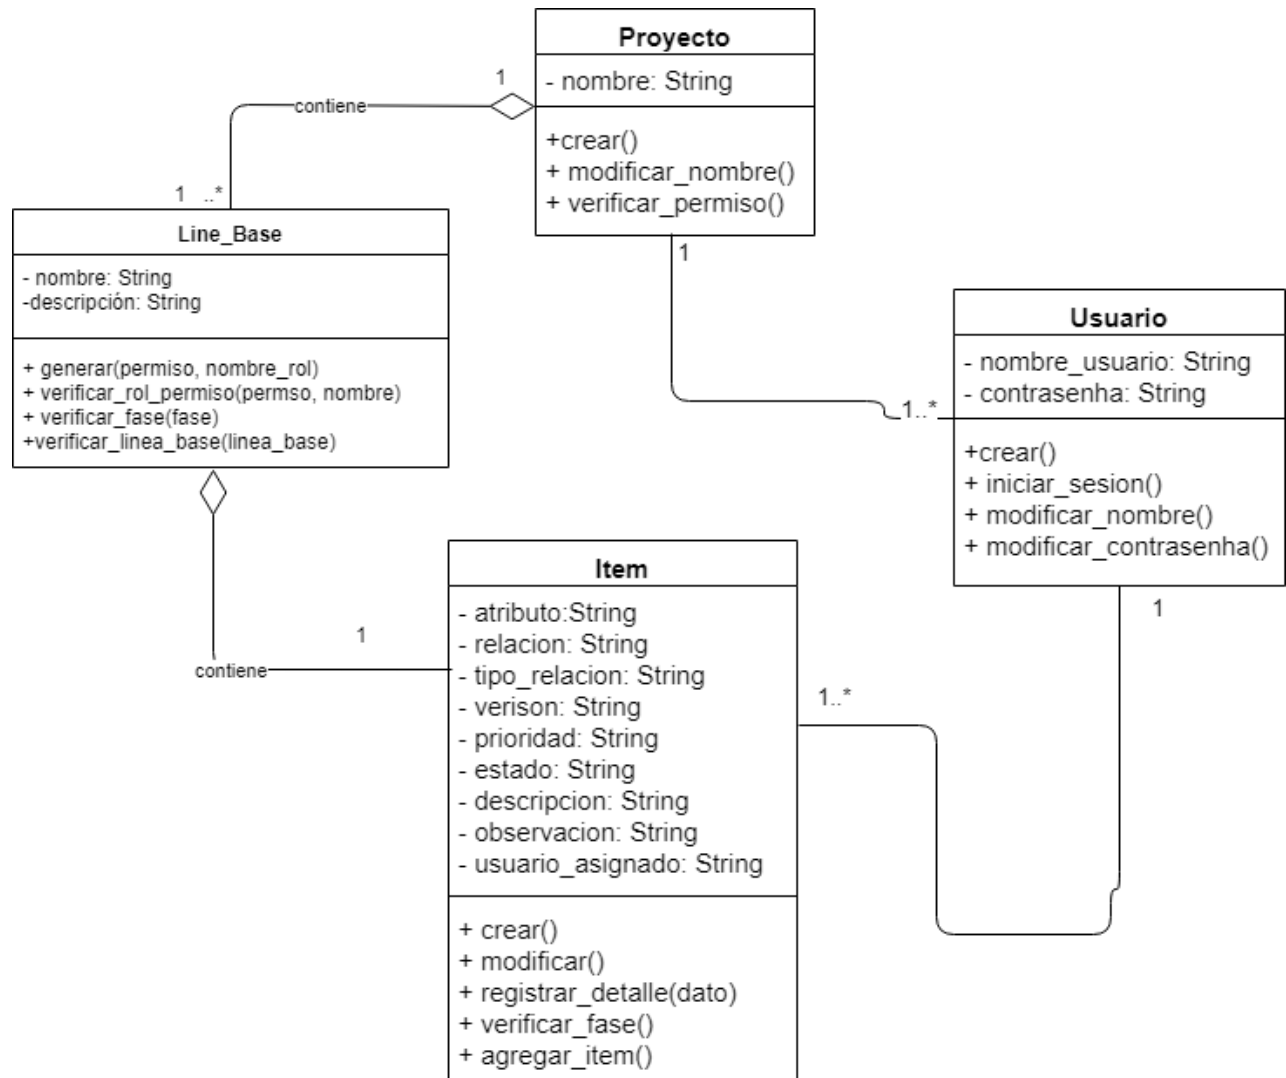 Proyecto
- nombre: String
+crear()
+ modificar_nombre()
+ verificar_permiso()
1
contiene
1 ..*
Line_Base
- nombre: String
-descripción: String
+ generar(permiso, nombre_rol)
+ verificar_rol_permiso(permso, nombre)
+ verificar_fase(fase)
+verificar_linea_base(linea_base)
1
1..*
Usuario
- nombre_usuario: String
- contrasenha: String
+crear()
+ iniciar_sesion()
+ modificar_nombre()
+ modificar_contrasenha()
1
contiene
1
1..*
Item
- atributo:String
- relacion: String
- tipo_relacion: String
- verison: String
- prioridad: String
- estado: String
- descripcion: String
- observacion: String
- usuario_asignado: String
+ crear()
+ modificar()
+ registrar_detalle(dato)
+ verificar_fase()
+ agregar_item()